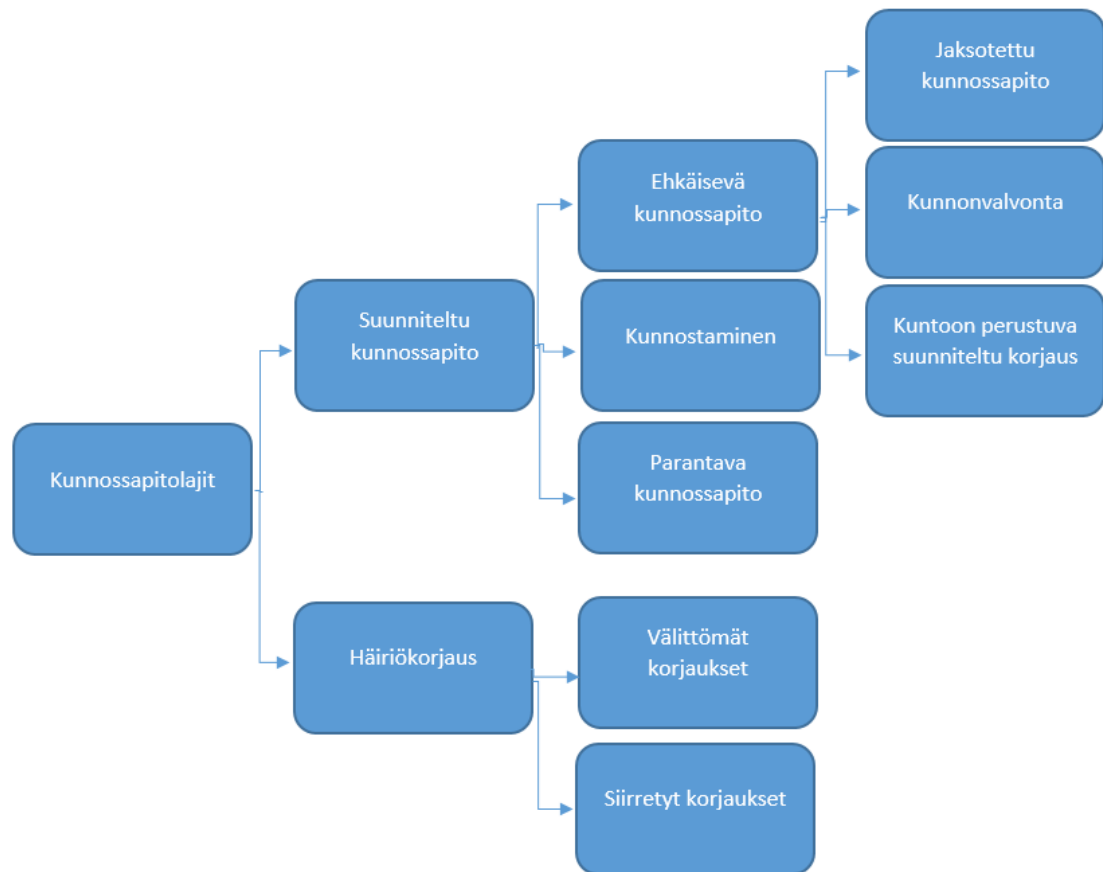 Kunnossapitolajit
Suunniteltu
kunnossapito
Häiriökorjaus
Ehkäisevä
kunnossapito
Kunnostaminen
Parantava
kunnossapito
Välittömät
korjaukset
Siirretyt korjaukset
Jaksotettu
kunnossapito
Kunnonvalvonta
Kuntoon perustuva
suunniteltu korjaus